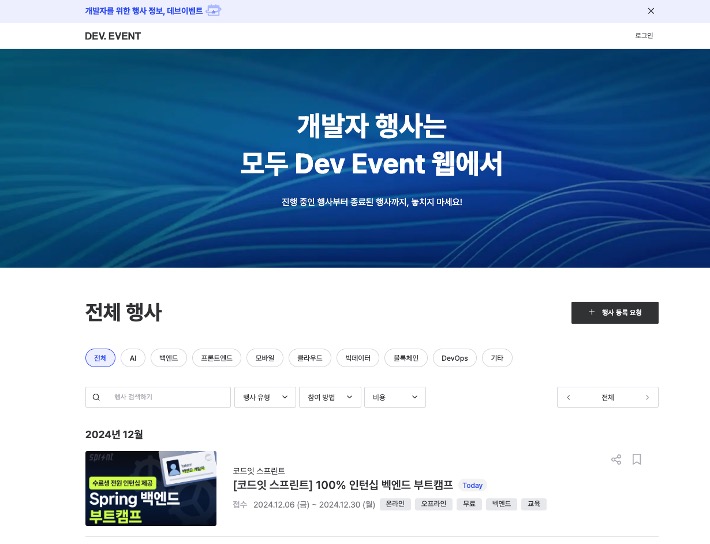 개발자를 위한 행사 정보, 데브이벤트
DEV. EVENT
로그인
개발자 행사는
모두 Dev Event 웹에서
진행 중인 행사부터 종료된 행사까지, 놓치지 마세요!
전체 행사
+ 행사 등록 요청
전체 AI 백엔드 프론트엔드 모바일 클라우드 빅데이터 블록체인 DevOps 기타
행사 검색하기 행사 유형 참여 방법 비용 전체
2024년 12월
sprint
수료생 전원 인턴십 제공
Spring 백엔드
부트캠프
코드잇 스프린트
[코드잇 스프린트] 100% 인턴십 벡엔드 부트캠프 Today
접수 2024.12.06 (금) ~ 2024.12.30 (월) 온라인 오프라인 무료 백엔드 교육